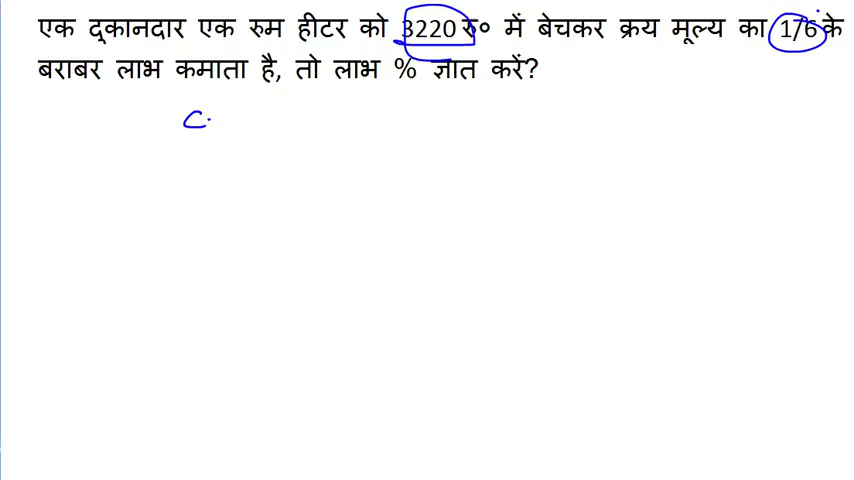 एक दुकानदार एक रुम हीटर को 3220 रु० में बेचकर क्रय मूल्य का 1/6 के
बराबर लाभ कमाता है, तो लाभ % ज्ञात करें?
C.